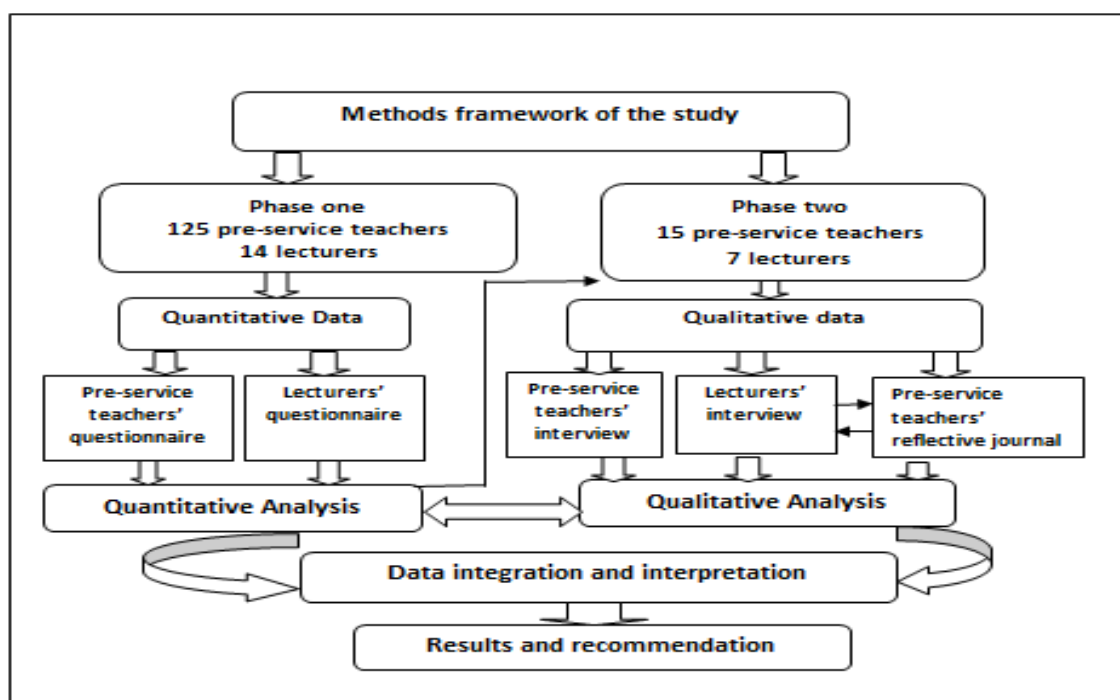 Methods framework of the study
Phase one
125 pre-service teachers
14 lecturers
Phase two
15 pre-service teachers
7 lecturers
Quantitative Data
Qualitative data
Pre-service
teachers’
questionnaire
Lecturers’
questionnaire
Pre-service
teachers’
interview
Lecturers’
interview
Pre-service
teachers’
reflective journal
Quantitative Analysis
Qualitative Analysis
Data integration and interpretation
Results and recommendation